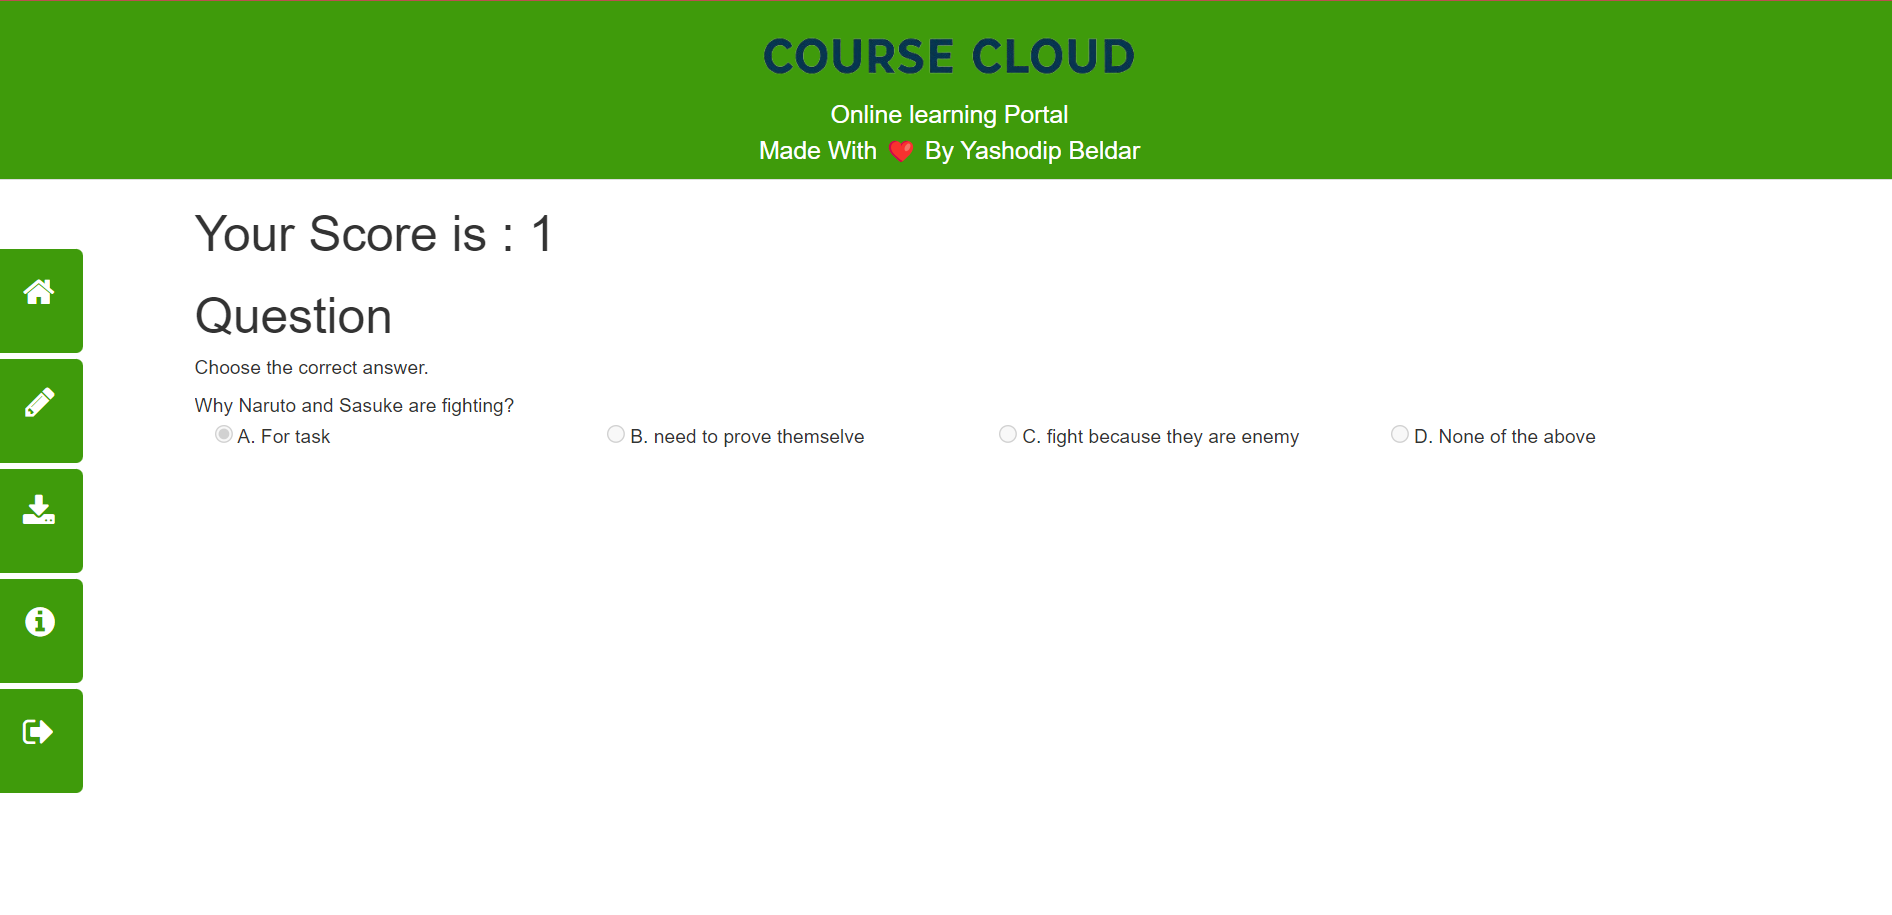 COURSE CLOUD
Online learning Portal
Made With ❤️ By Yashodip Beldar
Your Score is : 1
Question
Choose the correct answer.
Why Naruto and Sasuke are fighting?
A. For task B. need to prove themselve C. fight because they are enemy D. None of the above